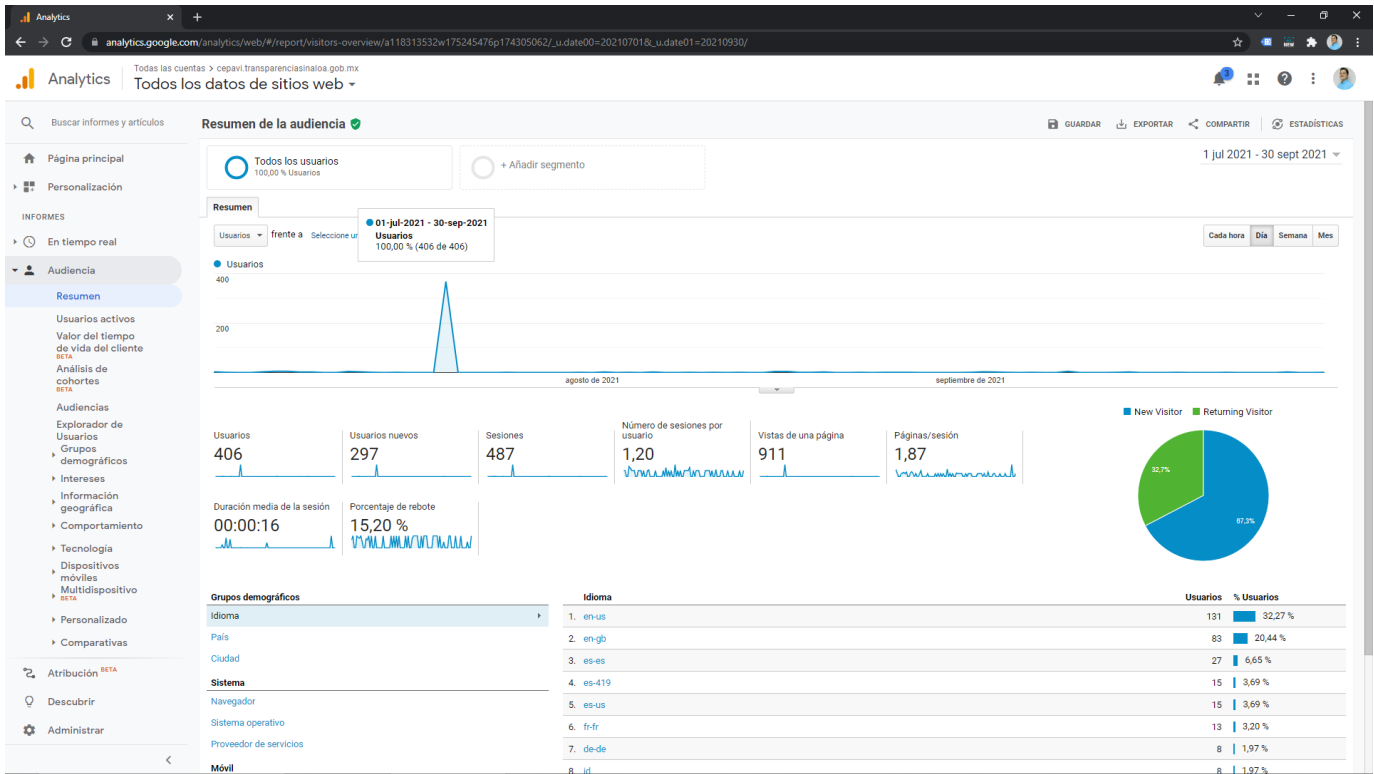 Analytics
analytics.google.com/analytics/web/#/report/visitors-overview/a118313532w175245476p174305062/_u.date00=20210701&_u.date01=20210930/
NEW
Analytics
Todas las cuentas > cepavi.transparenciasinaloa.gob.mx
Todos los datos de sitios web
3
Buscar informes y artículos
Página principal
Personalización
INFORMES
En tiempo real
Audiencia
Resumen
Usuarios activos
Valor del tiempo
de vida del cliente
BETA
Análisis de
cohortes
BETA
Audiencias
Explorador de
Usuarios
Grupos
demográficos
Intereses
Información
geográfica
Comportamiento
Tecnología
Dispositivos
móviles
Multidispositivo
BETA
Personalizado
Comparativas
Atribución BETA
Descubrir
Administrar
Resumen de la audiencia
GUARDAR
EXPORTAR
COMPARTIR
ESTADÍSTICAS
Todos los usuarios
100,00 % Usuarios
+ Añadir segmento
1 jul 2021 - 30 sept 2021
Resumen
Usuarios frente a Seleccione
01-jul-2021 - 30-sep-2021
Usuarios
100,00 % (406 de 406)
Cada hora Día Semana Mes
Usuarios
400
200
agosto de 2021
septiembre de 2021
New Visitor Returning Visitor
32,7%
67,3%
Usuarios
406
Usuarios nuevos
297
Sesiones
487
Número de sesiones por
usuario
1,20
Vistas de una página
911
Páginas/sesión
1,87
Duración media de la sesión
00:00:16
Porcentaje de rebote
15,20 %
Grupos demográficos
Idioma
País
Ciudad
Sistema
Navegador
Sistema operativo
Proveedor de servicios
Móvil
Idioma Usuarios % Usuarios
1. en-us 131 32,27 %
2. en-gb 83 20,44 %
3. es-es 27 6,65 %
4. es-419 15 3,69 %
5. es-us 15 3,69 %
6. fr-fr 13 3,20 %
7. de-de 8 1,97 %
8. id 8 1,97 %